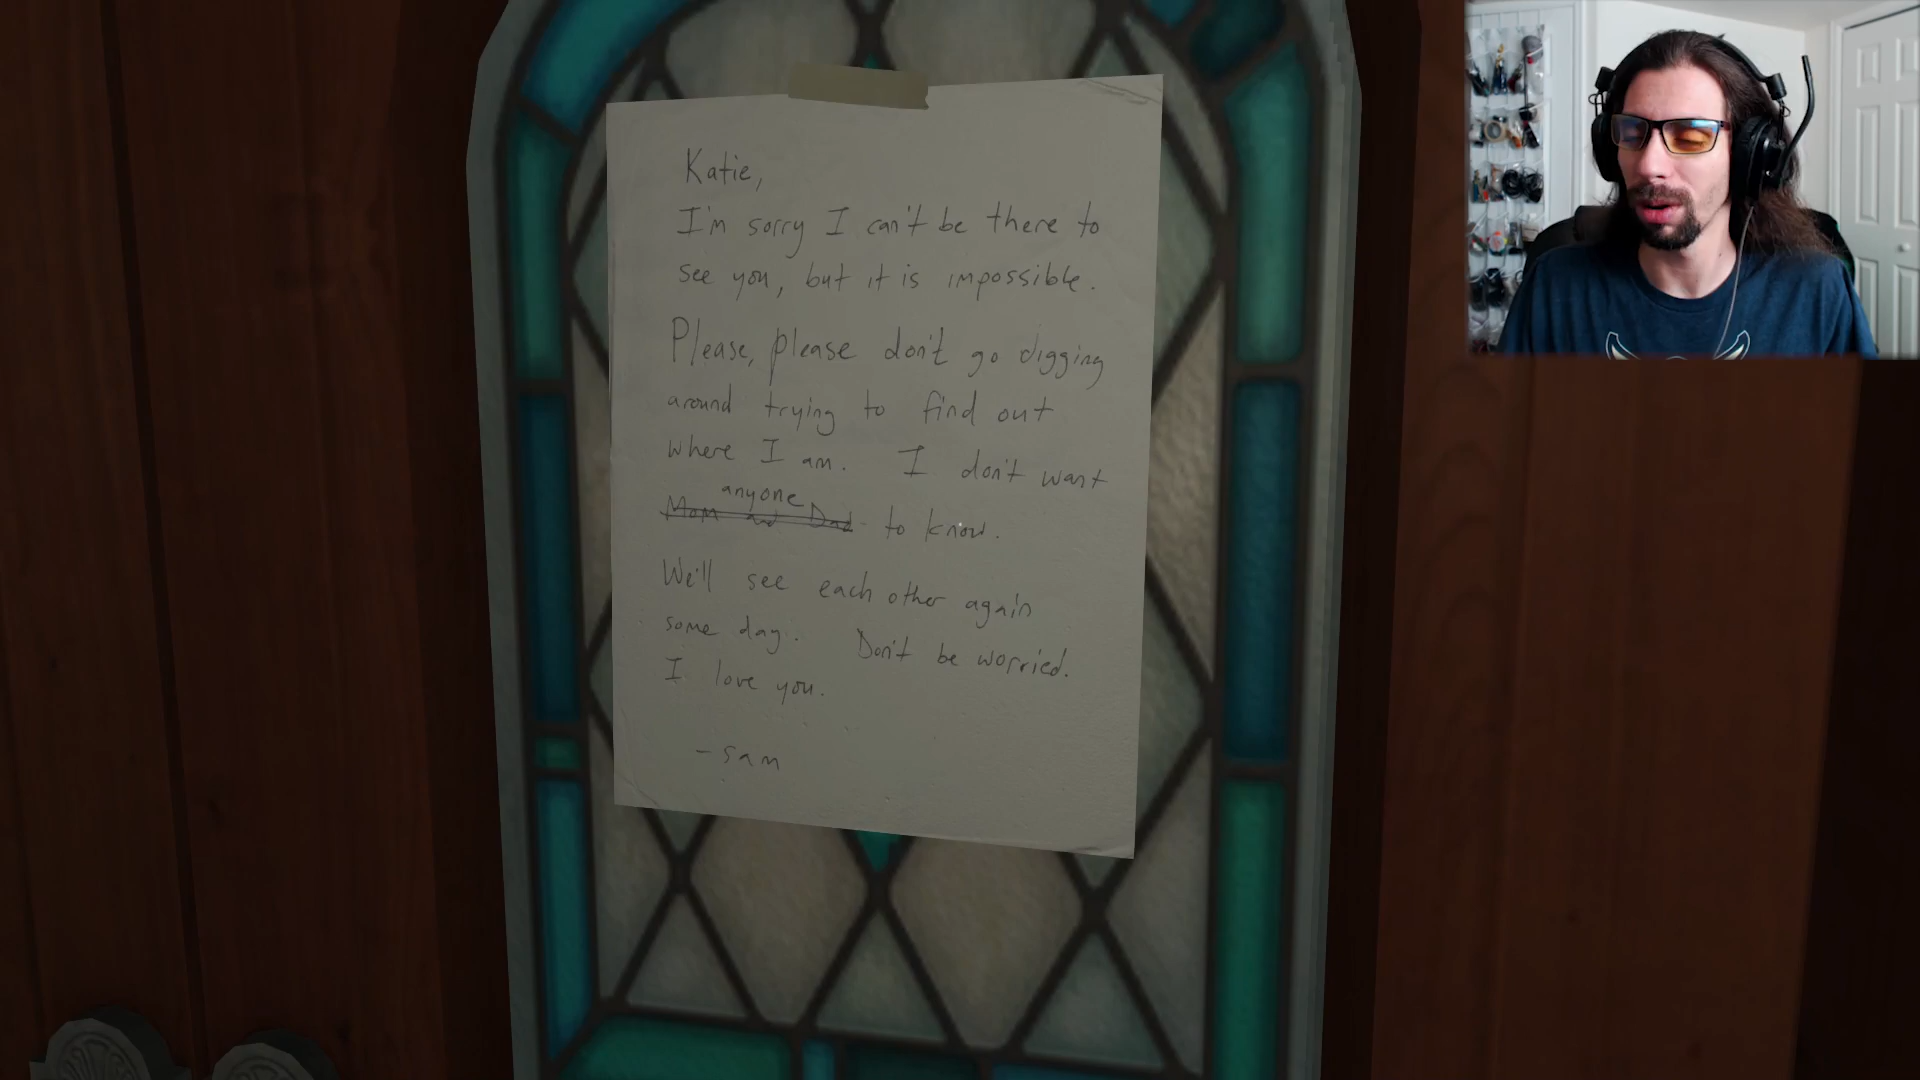 Katie,
I'm sorry I can't be there to
see you, but it is impossible.
Please, please don't go digging
around trying to find out
where I am. I don't want
anyone
Mom and Dad to know.
We'll see each other again
some day. Don't be worried.
I love you.
- Sam